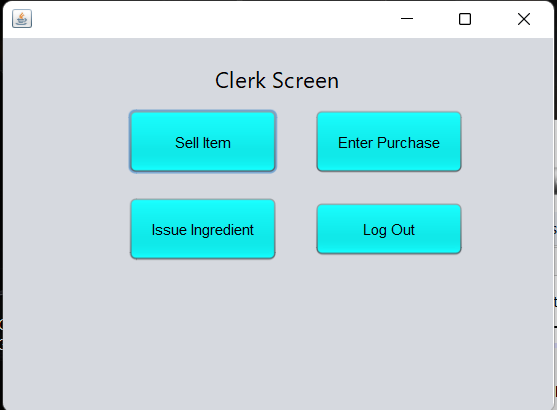 Clerk Screen
Sell Item
Enter Purchase
Issue Ingredient
Log Out